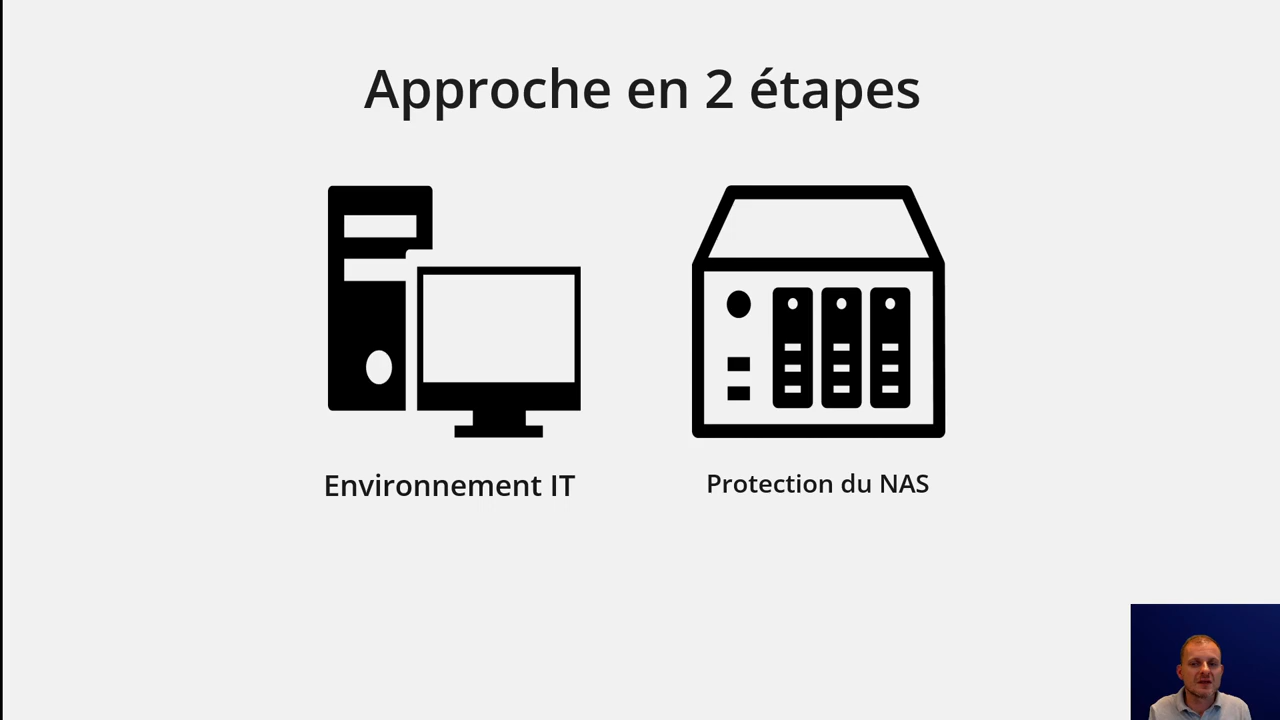 Approche en 2 étapes
Environnement IT
Protection du NAS